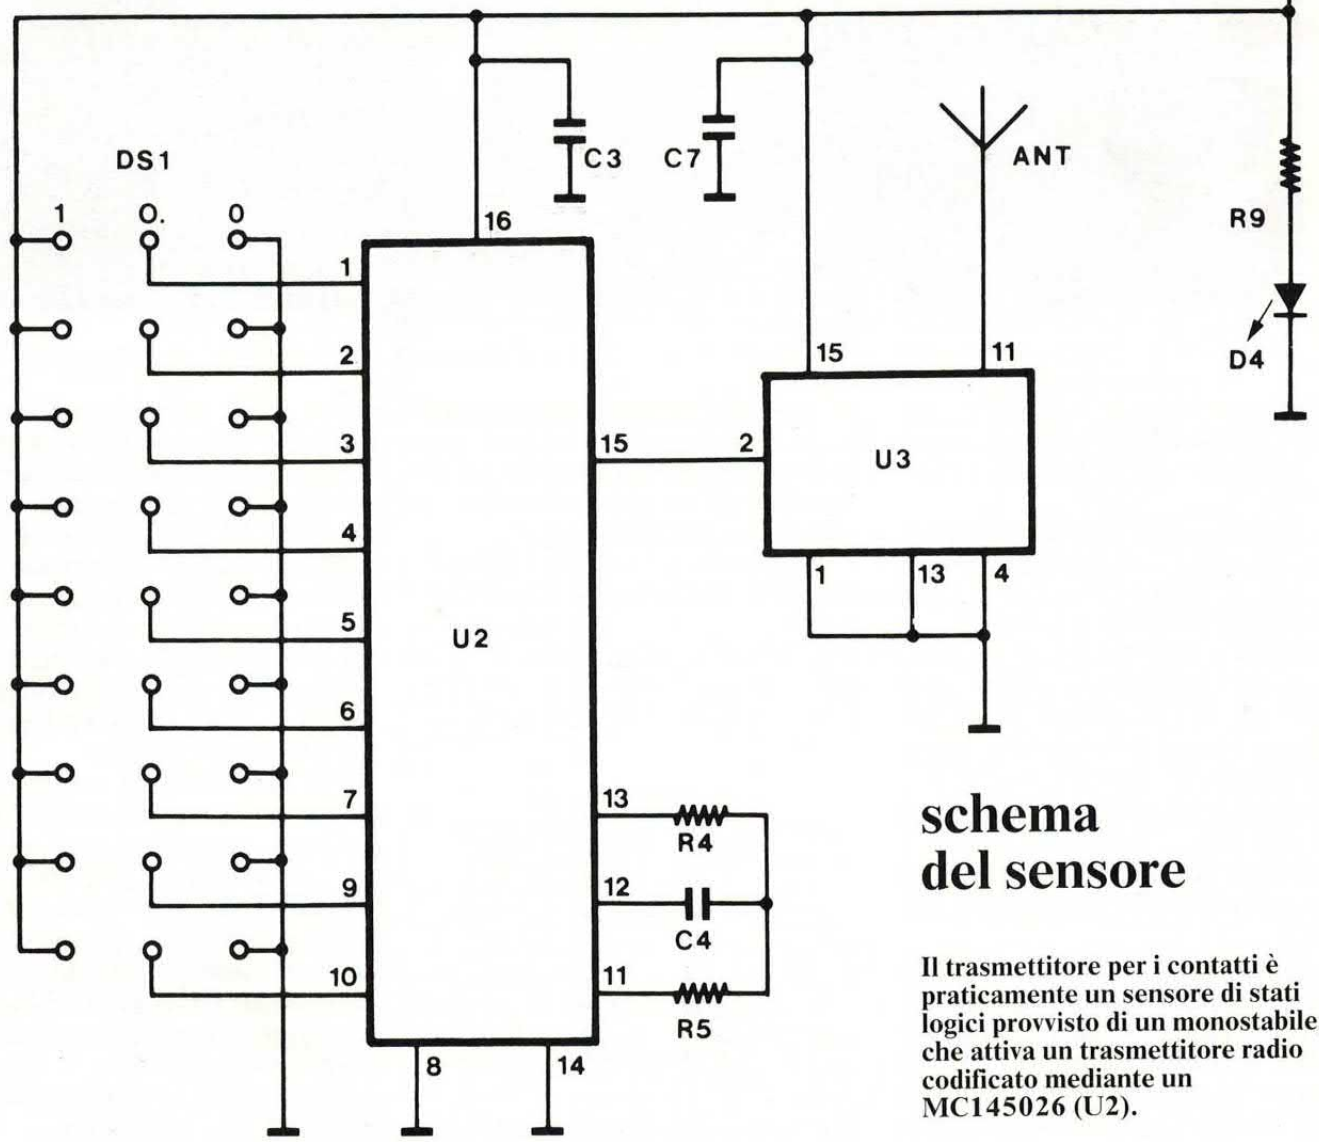 C3
C7
ANT
DS1
1 O. 0
R9
D4
16
1
2
3
4
5
6
7
9
10
U2
15
13
12
11
8
14
R4
C4
R5
15
11
2
U3
1
13
4
schema
del sensore
Il trasmettitore per i contatti è
praticamente un sensore di stati
logici provvisto di un monostabile
che attiva un trasmettitore radio
codificato mediante un
MC145026 (U2).